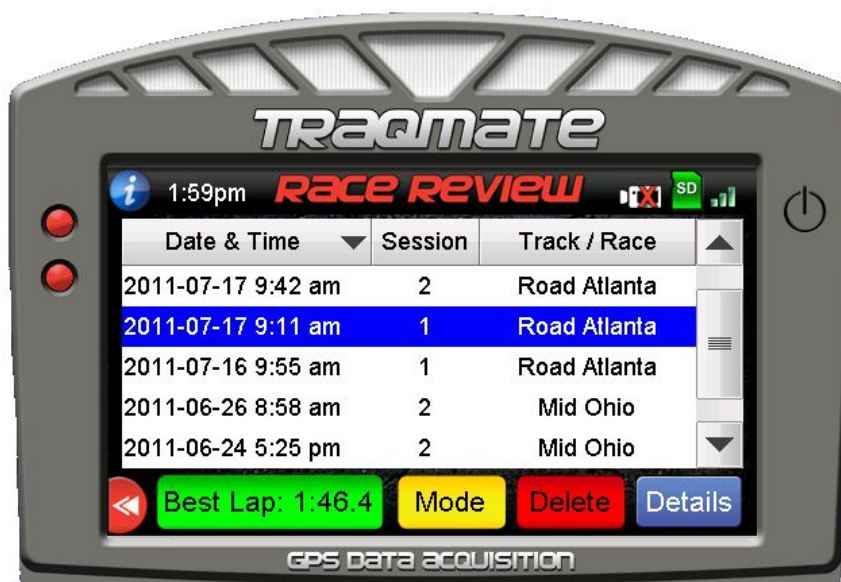 TRAQMATE
1:59pm RACE REVIEW SD
Date & Time Session Track / Race
2011-07-17 9:42 am 2 Road Atlanta
2011-07-17 9:11 am 1 Road Atlanta
2011-07-16 9:55 am 1 Road Atlanta
2011-06-26 8:58 am 2 Mid Ohio
2011-06-24 5:25 pm 2 Mid Ohio
Best Lap: 1:46.4 Mode Delete Details
GPS DATA ACQUISITION